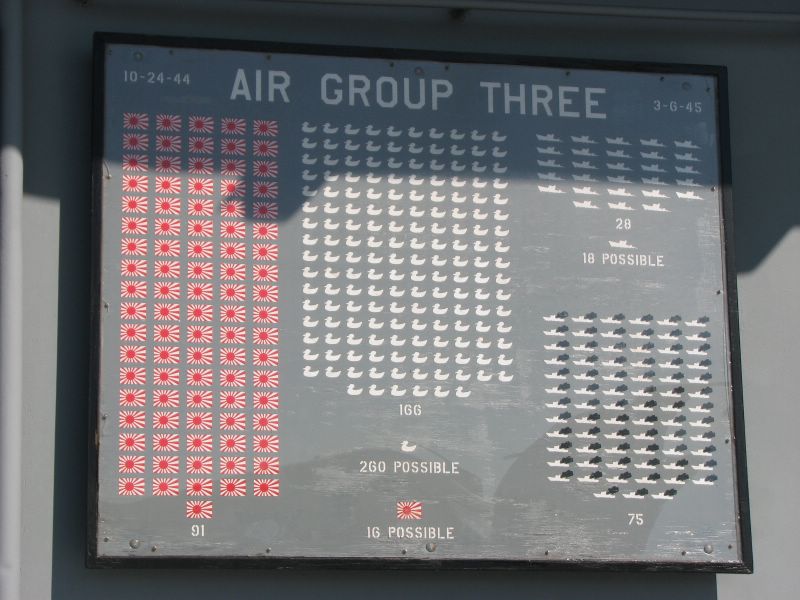 10-24-44
AIR GROUP THREE
3-6-45
28
18 POSSIBLE
166
260 POSSIBLE
91
16 POSSIBLE
75